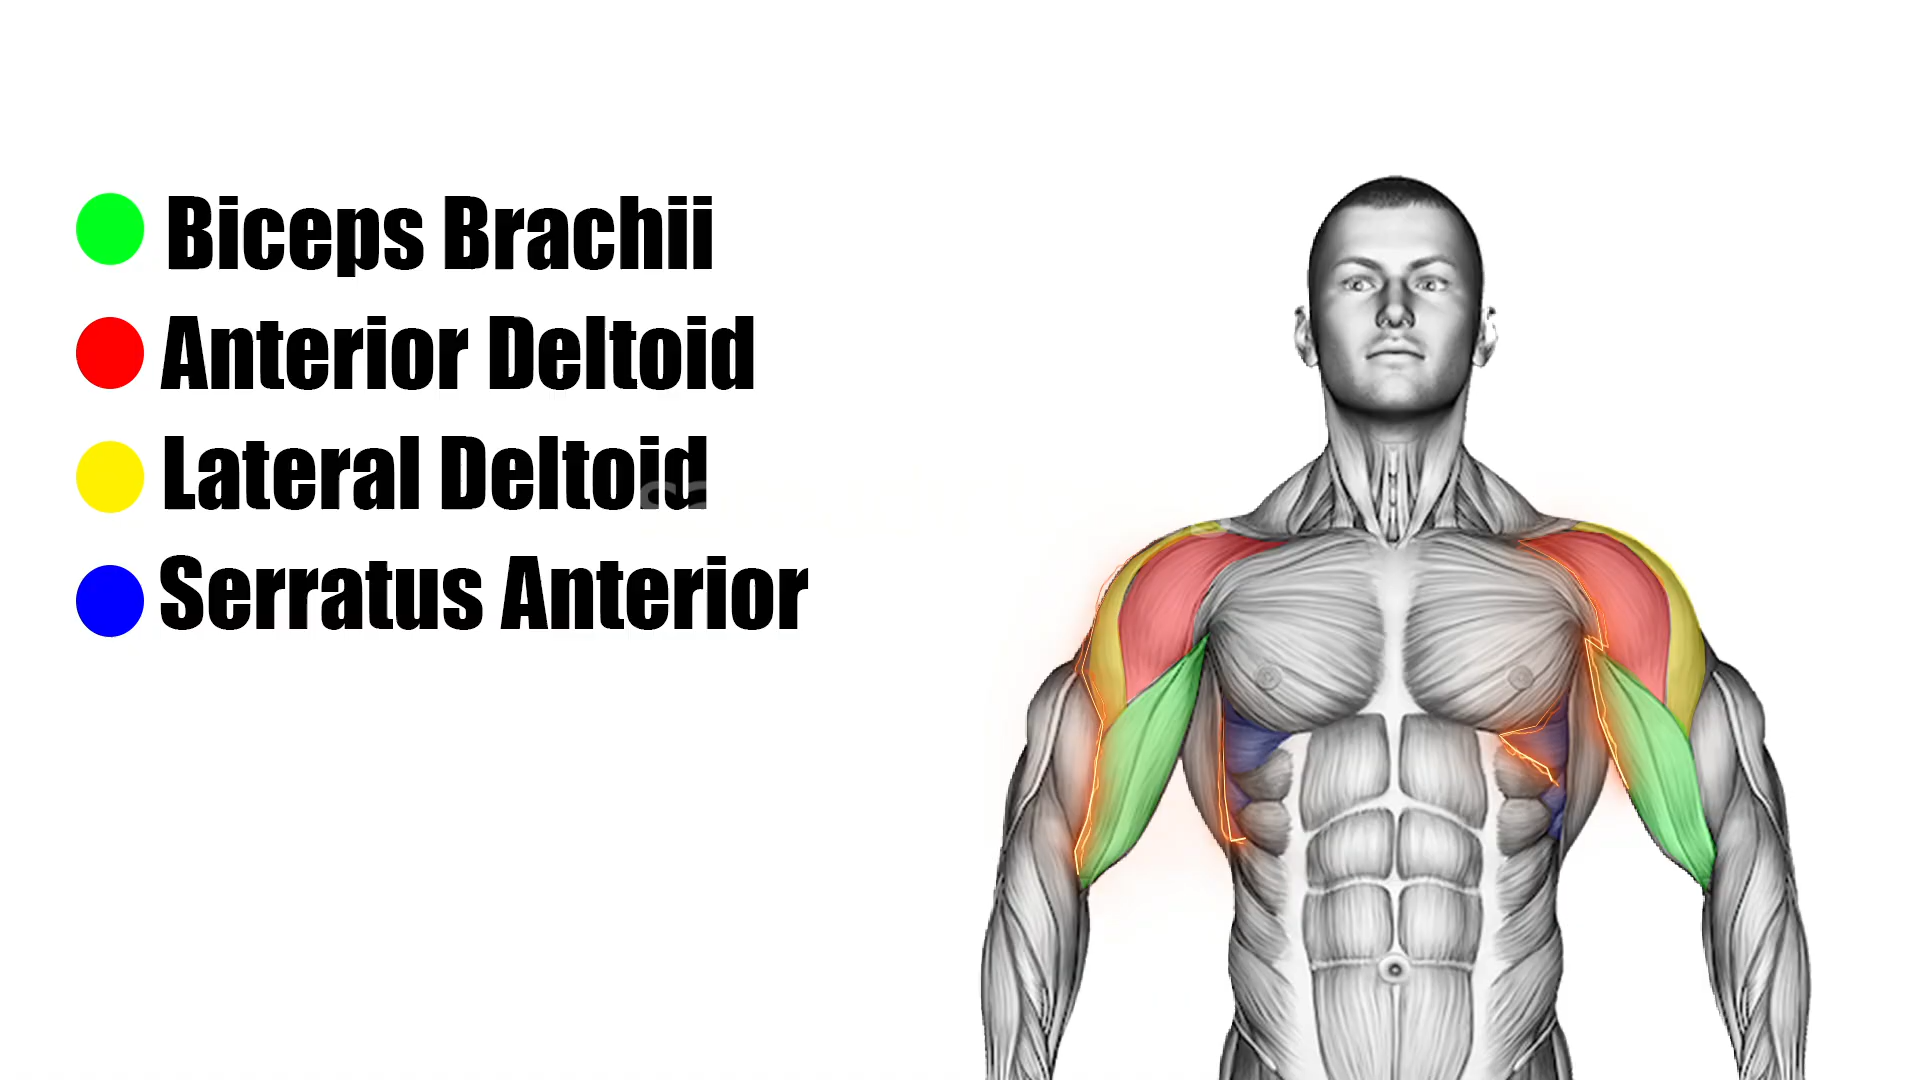 Biceps Brachii
Anterior Deltoid
Lateral Deltoid
Serratus Anterior